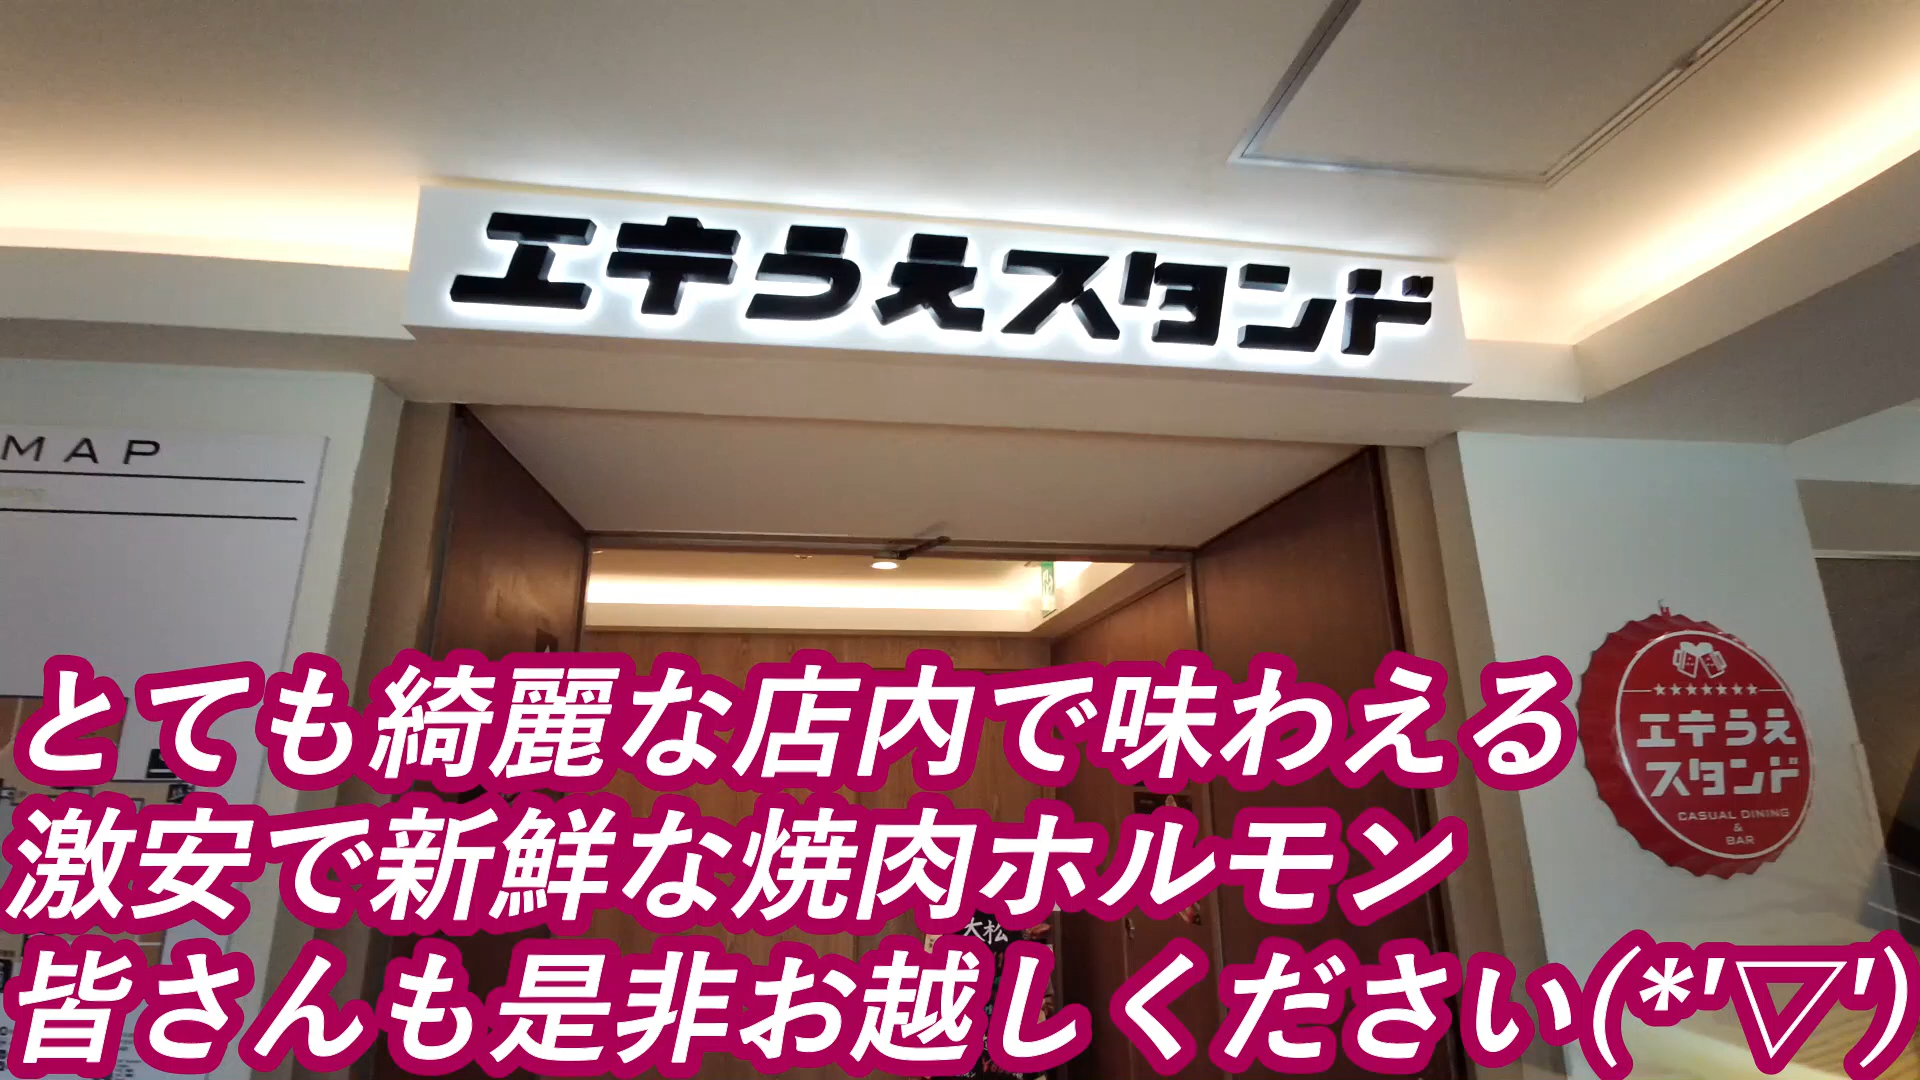 エキうえスタンド
MAP
エキうえ
スタンド
CASUAL DINING
&
BAR
大松
とても綺麗な店内で味わえる
激安で新鮮な焼肉ホルモン
皆さんも是非お越しください(*'▽')